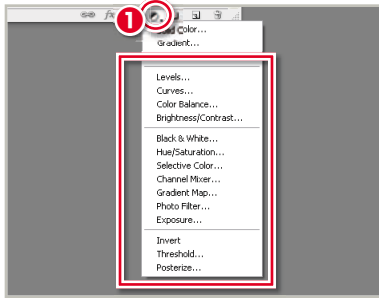 fx
1
Color...
Gradient...
Levels...
Curves...
Color Balance...
Brightness/Contrast...
Black & White...
Hue/Saturation...
Selective Color...
Channel Mixer...
Gradient Map...
Photo Filter...
Exposure...
Invert
Threshold...
Posterize...